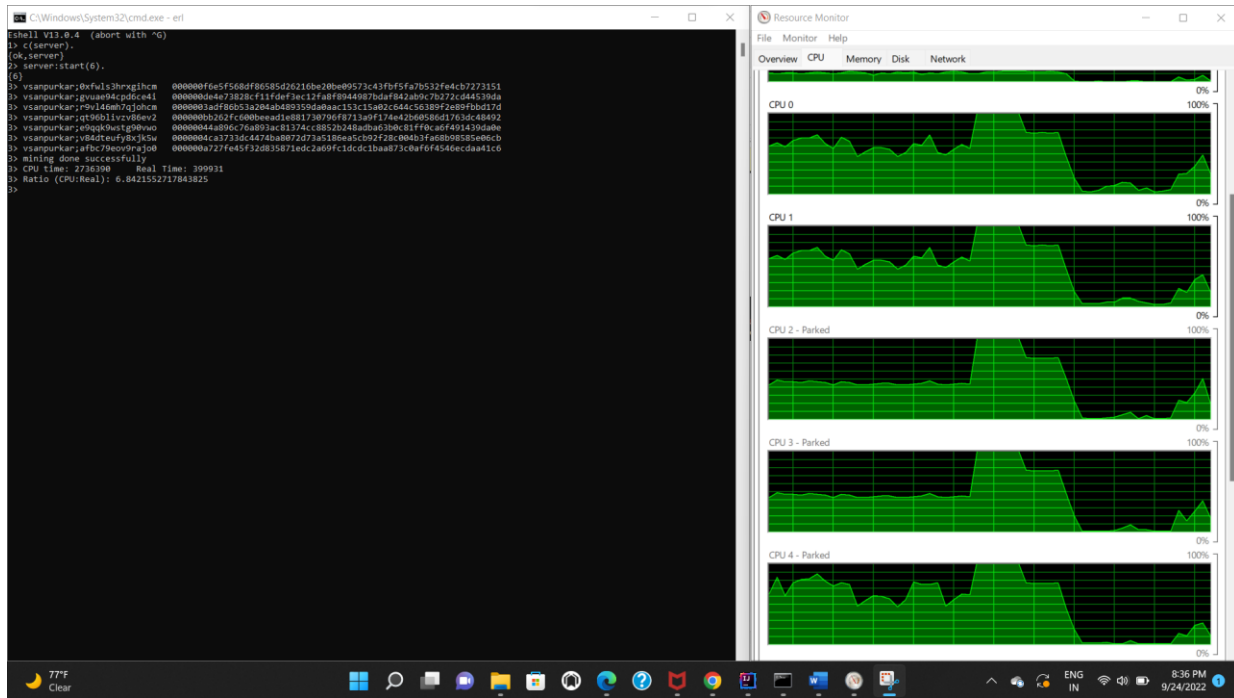 C:\Windows\System32\cmd.exe - erl
Eshell V13.0.4 (abort with ^G)
1> c(server).
{ok,server}
2> server:start(6).
{6}
3> vsanpurkar;0xfwls3hrxgihcm 000000f6e5f568df86585d26216be20be09573c43fbf5fa7b532fe4cb7273151
3> vsanpurkar;gvuae94cpd6ce4i 000000de4e73828cf11fdef3ec12fa8f8944987bdaf842ab9c7b272cd44539da
3> vsanpurkar;r9vl46mh7qjohcm 0000003adf86b53a204ab489359da0aac153c15a02c644c56389f2e89fbbd17d
3> vsanpurkar;qt96blivzv86ev2 000000bb262fc600beead1e881730796f8713a9f174e42b60586d1763dc48492
3> vsanpurkar;e9qqk9wstg90vwo 00000044a896c76a893ac81374cc8852b248adba63b0c81ff0ca6f491439da0e
3> vsanpurkar;v84dteufy8xjk5w 0000004ca3733dc4474ba8072d73a5186ea5cb92f28c004b3fa68b98585e06cb
3> vsanpurkar;afbc79eov9rajo0 000000a727fe45f32d835871edc2a69fc1dcdc1baa873c0af6f4546ecdaa41c6
3> mining done successfully
3> CPU time: 2736390 Real Time: 399931
3> Ratio (CPU:Real): 6.8421552717843825
3>
Resource Monitor
File Monitor Help
Overview CPU Memory Disk Network
0%
CPU 0 100%
0%
CPU 1 100%
0%
CPU 2 - Parked 100%
0%
CPU 3 - Parked 100%
0%
CPU 4 - Parked 100%
0%
77°F
Clear
ENG
IN
8:36 PM
9/24/2022
1